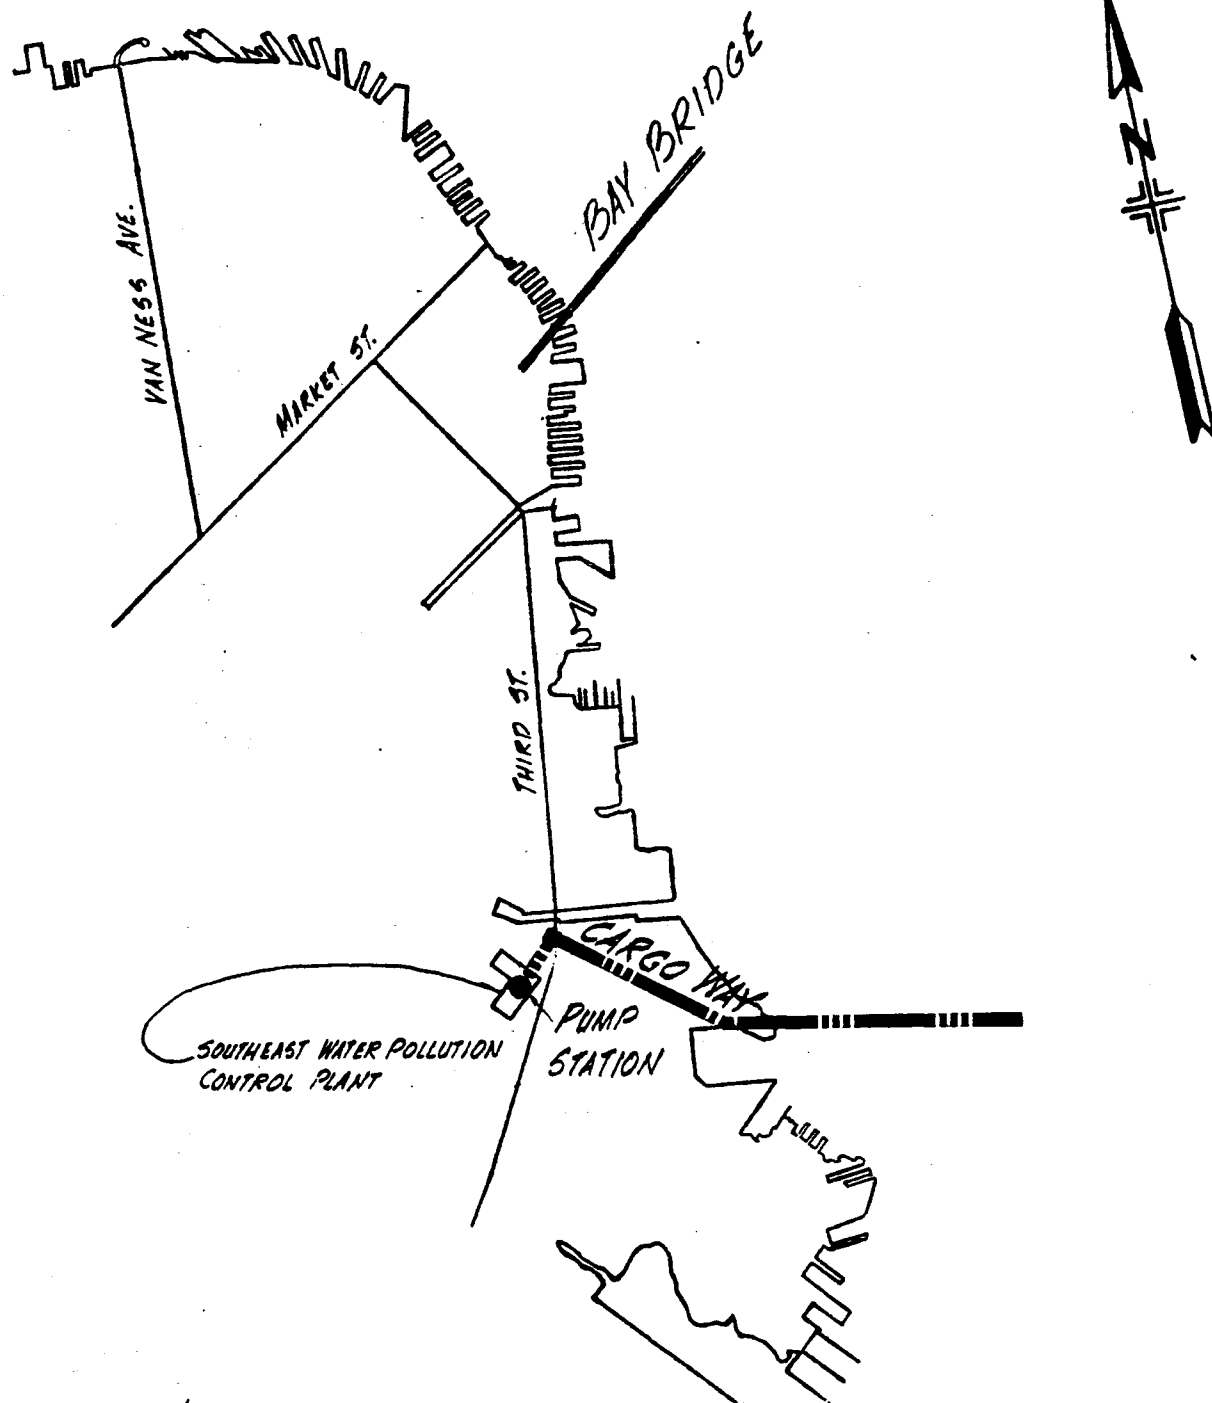 BAY BRIDGE
N
VAN NESS AVE.
MARKET ST.
THIRD ST.
CARGO WAY
PUMP
STATION
SOUTHEAST WATER POLLUTION
CONTROL PLANT